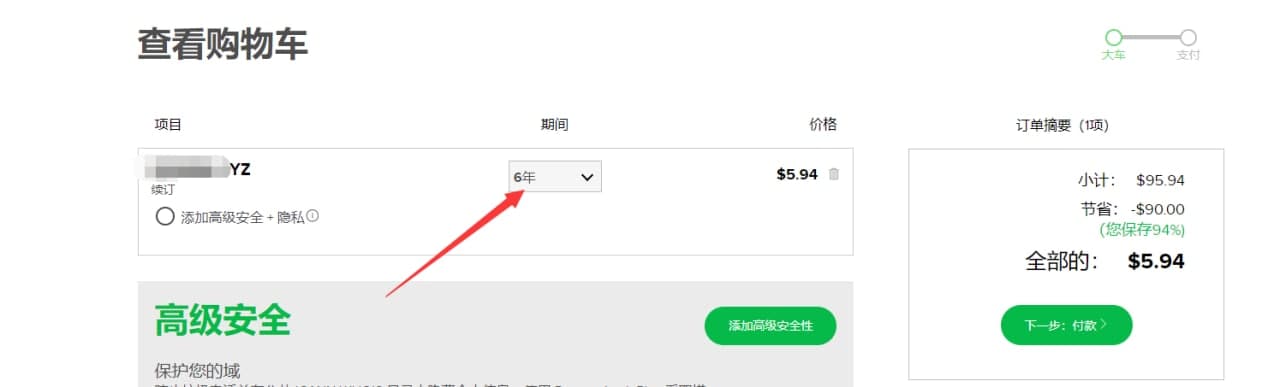 查看购物车
大车
支付
项目
期间
价格
订单摘要（1项）
YZ
6年
$5.94
续订
添加高级安全 + 隐私
小计： $95.94
节省： -$90.00
(您保存94%)
全部的： $5.94
高级安全
添加高级安全性
下一步：付款
保护您的域